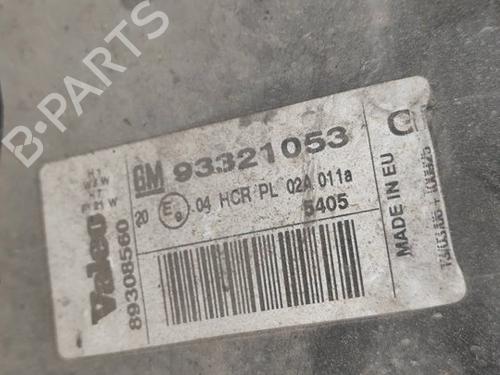 B-PARTS
GM 93321053
20 E 04 HCR PL 02A 011a
5405
Valeo
89308560
C
MADE IN EU